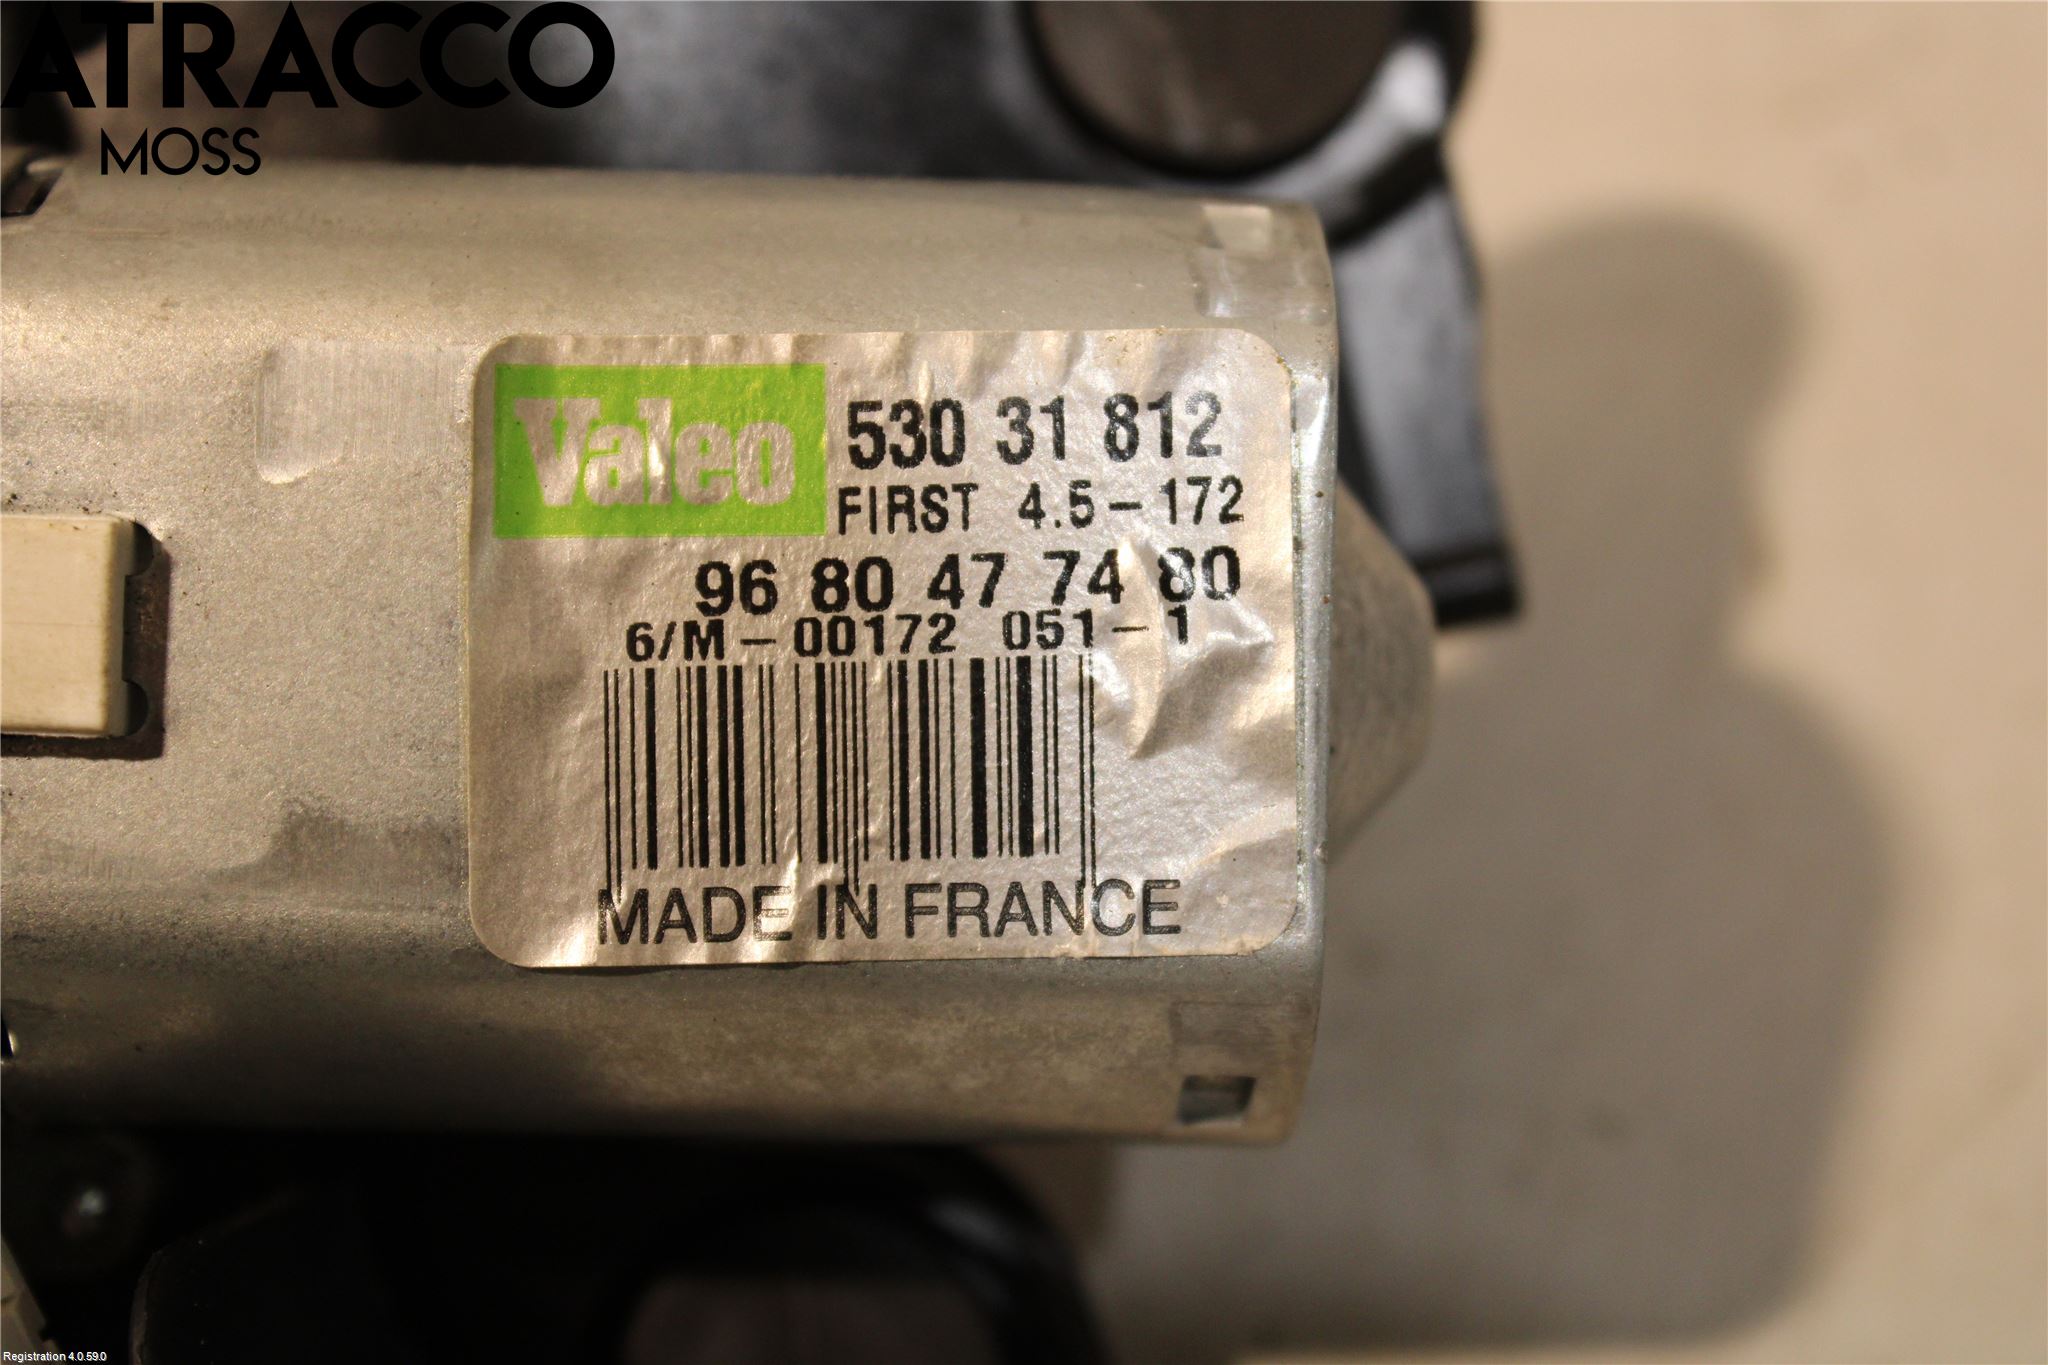 ATRACCO
MOSS
Valeo
530 31 812
FIRST 4.5-172
96 80 47 74 80
6/M-00172 051-1
MADE IN FRANCE
Registration 4.0.59.0